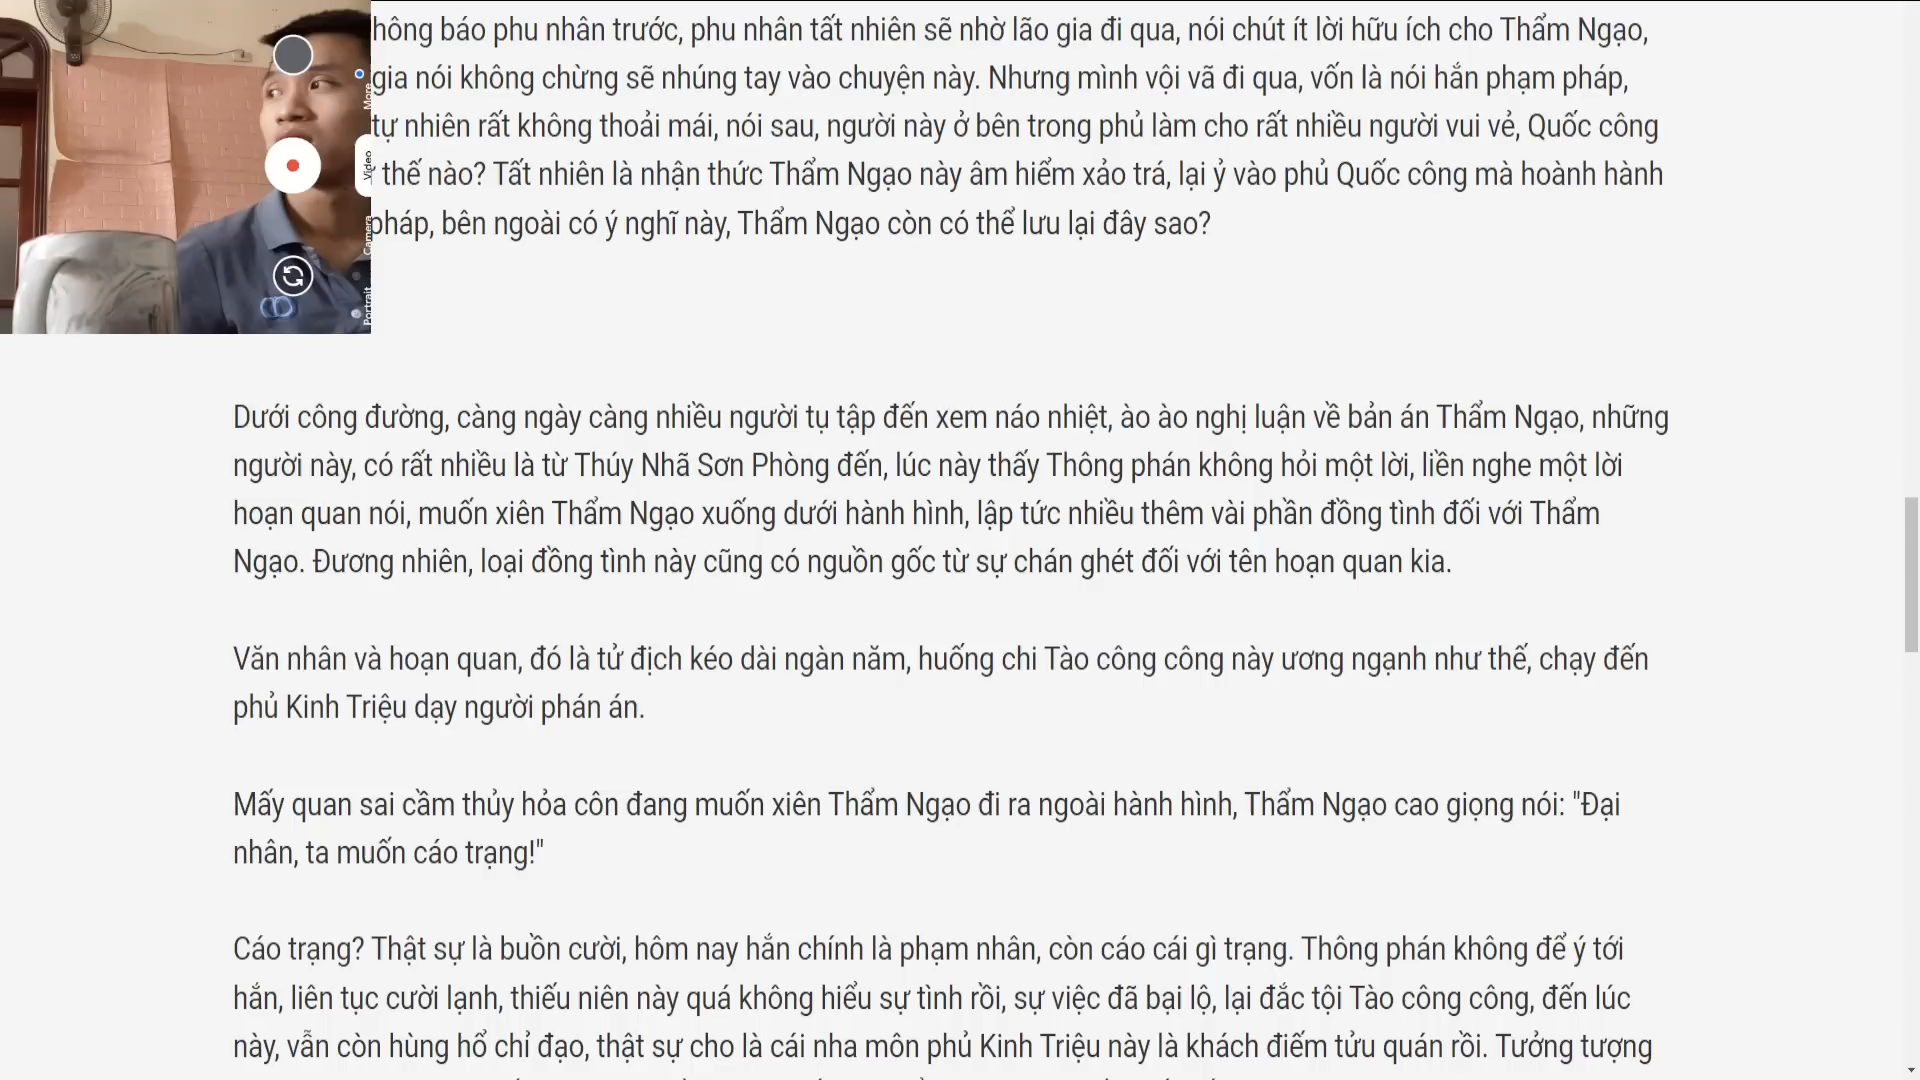 hông báo phu nhân trước, phu nhân tất nhiên sẽ nhờ lão gia đi qua, nói chút ít lời hữu ích cho Thẩm Ngạo,
gia nói không chừng sẽ nhúng tay vào chuyện này. Nhưng mình vội vã đi qua, vốn là nói hắn phạm pháp,
tự nhiên rất không thoải mái, nói sau, người này ở bên trong phủ làm cho rất nhiều người vui vẻ, Quốc công
thế nào? Tất nhiên là nhận thức Thẩm Ngạo này âm hiểm xảo trá, lại ỷ vào phủ Quốc công mà hoành hành
pháp, bên ngoài có ý nghĩ này, Thẩm Ngạo còn có thể lưu lại đây sao?
More
Video
Camera
Portrait
Dưới công đường, càng ngày càng nhiều người tụ tập đến xem náo nhiệt, ào ào nghị luận về bản án Thẩm Ngạo, những
người này, có rất nhiều là từ Thúy Nhã Sơn Phòng đến, lúc này thấy Thông phán không hỏi một lời, liền nghe một lời
hoạn quan nói, muốn xiên Thẩm Ngạo xuống dưới hành hình, lập tức nhiều thêm vài phần đồng tình đối với Thẩm
Ngạo. Đương nhiên, loại đồng tình này cũng có nguồn gốc từ sự chán ghét đối với tên hoạn quan kia.
Văn nhân và hoạn quan, đó là tử địch kéo dài ngàn năm, huống chi Tào công công này ương ngạnh như thế, chạy đến
phủ Kinh Triệu dạy người phán án.
Mấy quan sai cầm thủy hỏa côn đang muốn xiên Thẩm Ngạo đi ra ngoài hành hình, Thẩm Ngạo cao giọng nói: "Đại
nhân, ta muốn cáo trạng!"
Cáo trạng? Thật sự là buồn cười, hôm nay hắn chính là phạm nhân, còn cáo cái gì trạng. Thông phán không để ý tới
hắn, liên tục cười lạnh, thiếu niên này quá không hiểu sự tình rồi, sự việc đã bại lộ, lại đắc tội Tào công công, đến lúc
này, vẫn còn hùng hổ chỉ đạo, thật sự cho là cái nha môn phủ Kinh Triệu này là khách điếm tửu quán rồi. Tưởng tượng